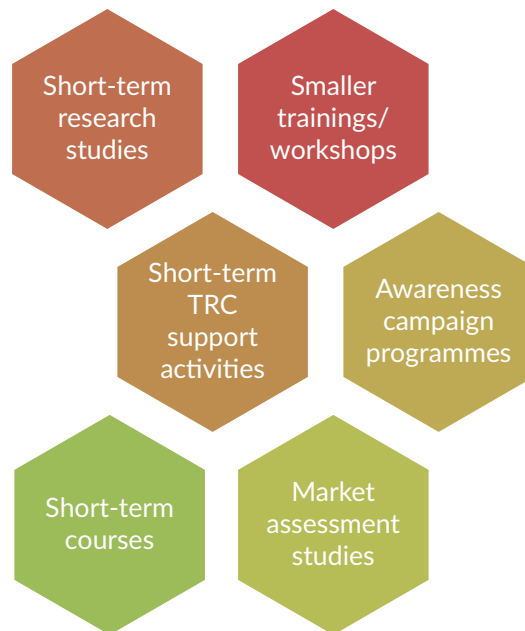 Short-term
research
studies
Smaller
trainings/
workshops
Short-term
TRC
support
activities
Awareness
campaign
programmes
Short-term
courses
Market
assessment
studies